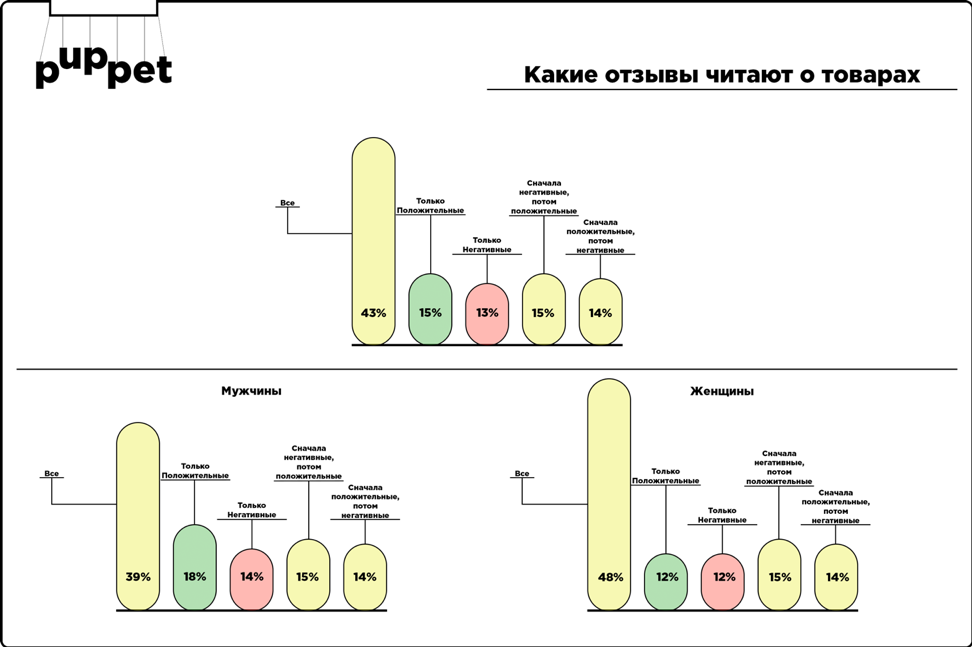 puppet
Какие отзывы читают о товарах
Все
Только
Положительные
Только
Негативные
Сначала
негативные,
потом
положительные
Сначала
положительные,
потом
негативные
43%
15%
13%
15%
14%
Мужчины
Все
Только
Положительные
Только
Негативные
Сначала
негативные,
потом
положительные
Сначала
положительные,
потом
негативные
39%
18%
14%
15%
14%
Женщины
Все
Только
Положительные
Только
Негативные
Сначала
негативные,
потом
положительные
Сначала
положительные,
потом
негативные
48%
12%
12%
15%
14%